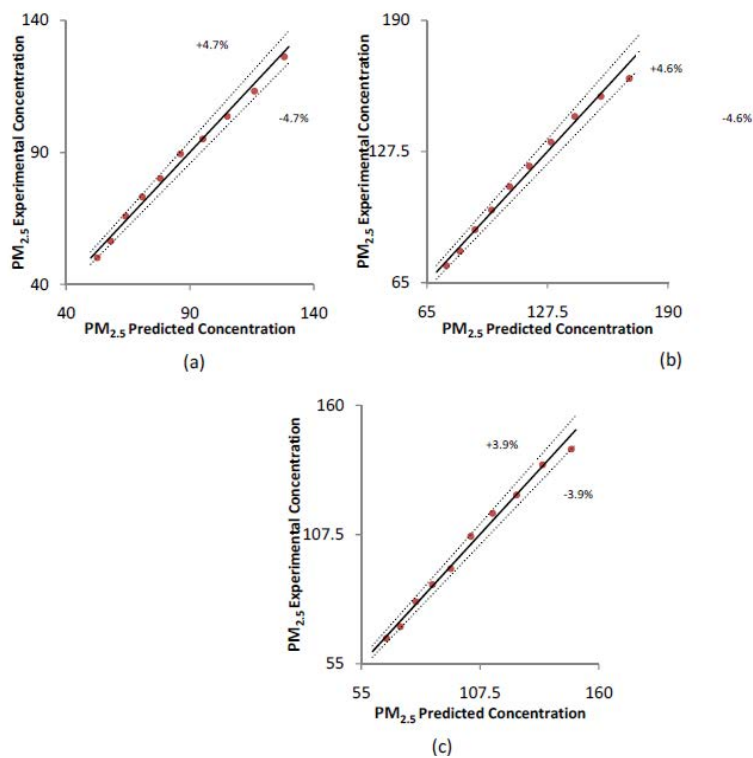 140
90
40
PM2.5 Experimental Concentration
+4.7%
-4.7%
40 90 140
PM2.5 Predicted Concentration
(a)
190
127.5
65
PM2.5 Experimental Concentration
+4.6%
-4.6%
65 127.5 190
PM2.5 Predicted Concentration
(b)
160
107.5
55
PM2.5 Experimental Concentration
+3.9%
-3.9%
55 107.5 160
PM2.5 Predicted Concentration
(c)